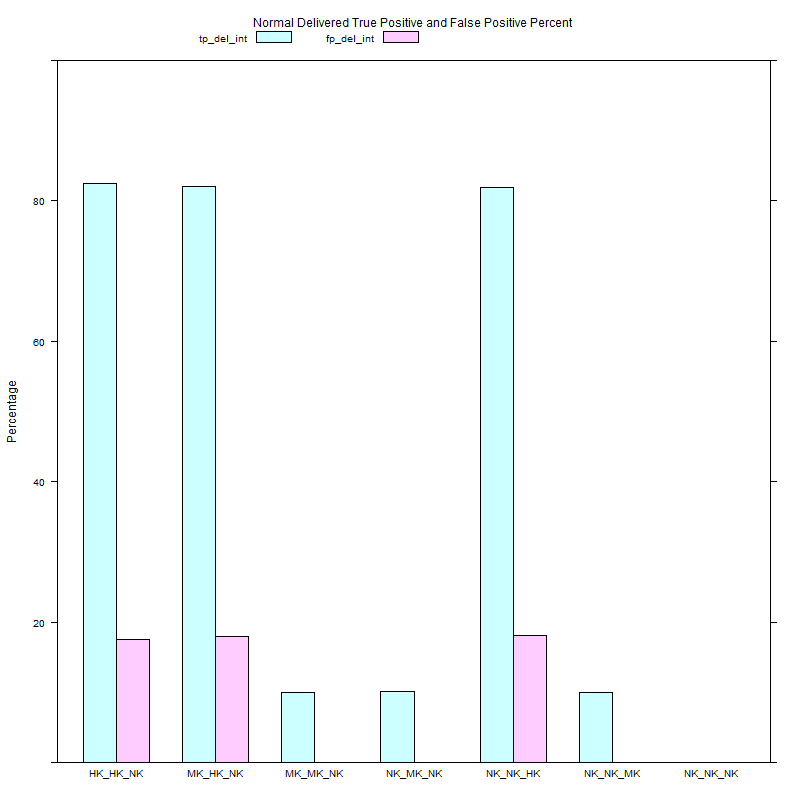 Normal Delivered True Positive and False Positive Percent
tp_del_int fp_del_int
80
60
Percentage
40
20
HK_HK_NK MK_HK_NK MK_MK_NK NK_MK_NK NK_NK_HK NK_NK_MK NK_NK_NK